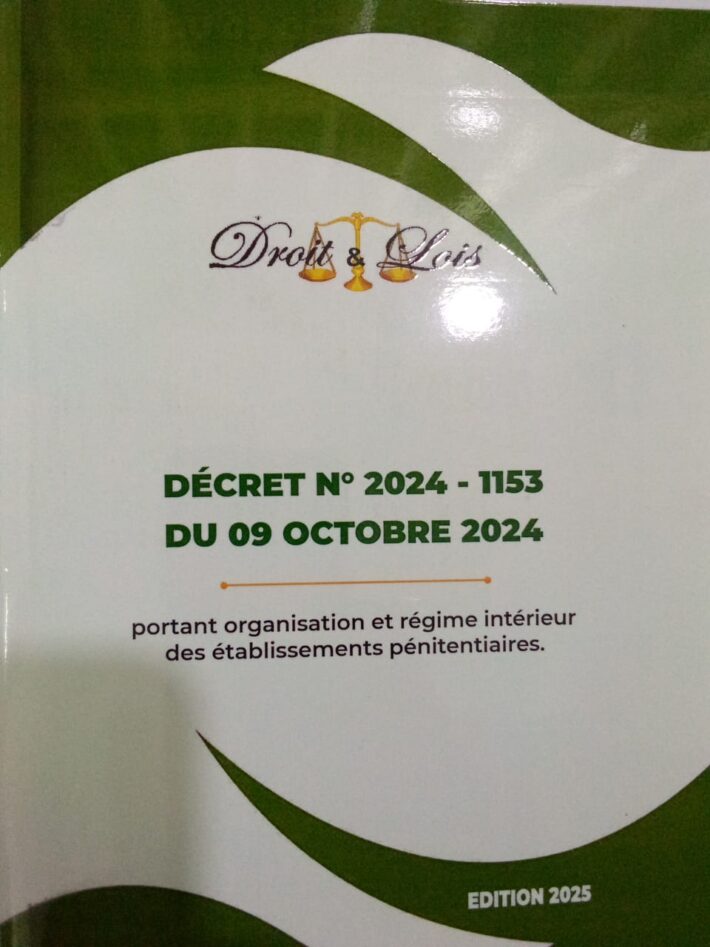 Droit & Lois
DÉCRET N° 2024 - 1153
DU 09 OCTOBRE 2024
portant organisation et régime intérieur
des établissements pénitentiaires.
EDITION 2025